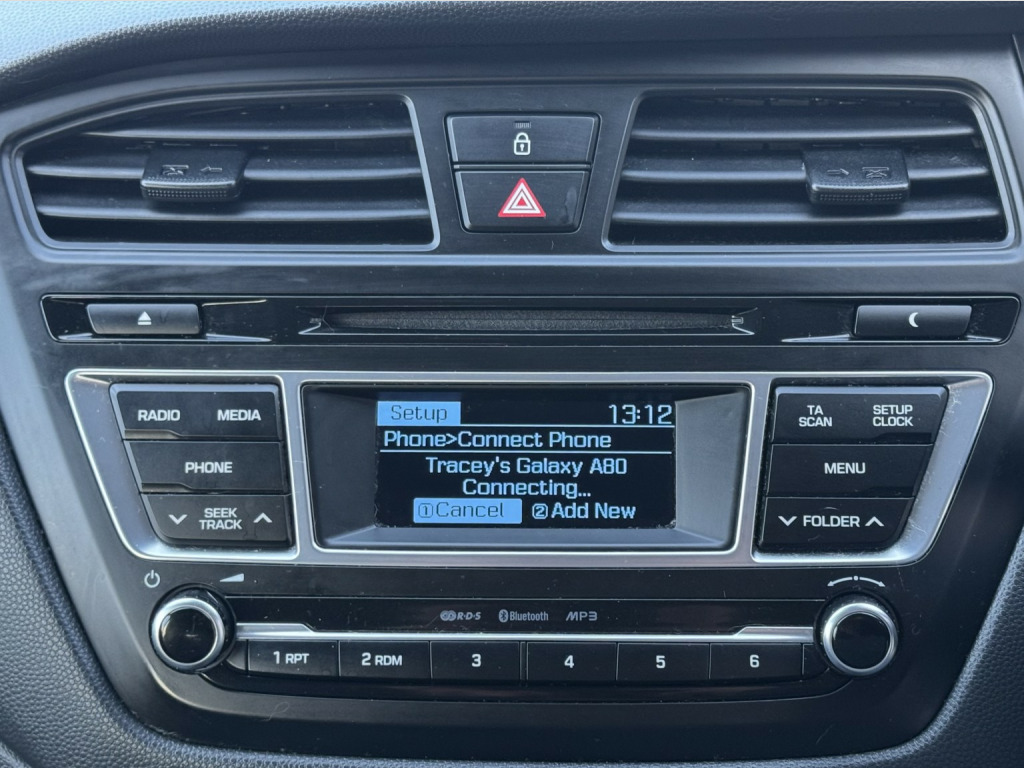 RADIO
MEDIA
PHONE
SEEK
TRACK
Setup
13:12
Phone>Connect Phone
Tracey's Galaxy A80
Connecting...
①Cancel
②Add New
TA
SCAN
SETUP
CLOCK
MENU
FOLDER
R·D·S
Bluetooth
MP3
1 RPT
2 RDM
3
4
5
6